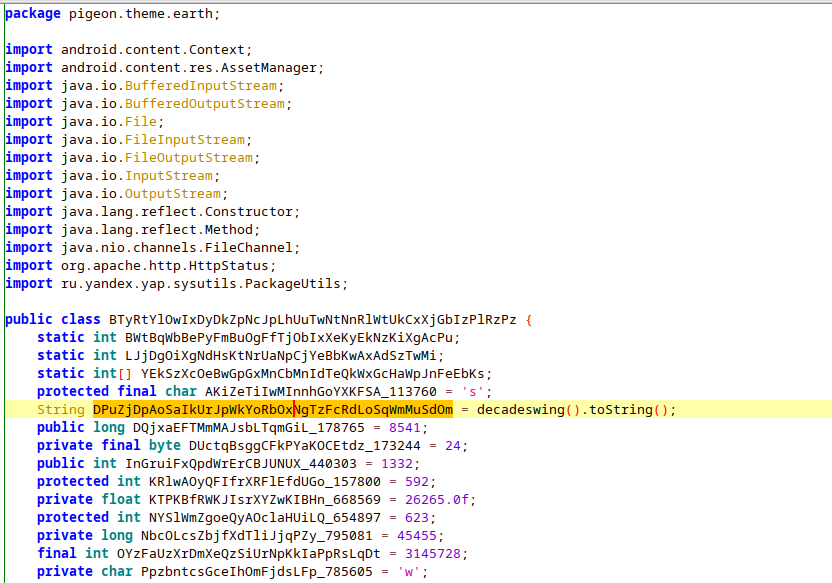 package pigeon.theme.earth;
import android.content.Context;
import android.content.res.AssetManager;
import java.io.BufferedInputStream;
import java.io.BufferedOutputStream;
import java.io.File;
import java.io.FileInputStream;
import java.io.FileOutputStream;
import java.io.InputStream;
import java.io.OutputStream;
import java.lang.reflect.Constructor;
import java.lang.reflect.Method;
import java.nio.channels.FileChannel;
import org.apache.http.HttpStatus;
import ru.yandex.yap.sysutils.PackageUtils;
public class BTyRtYlOwIxDyDkZpNcJpLhUuTwNtNnRlWtUkCxXjGbIzPlRzPz {
static int BWtBqWbBePyFmBuOgFfTjObIxXeKyEkNzKiXgAcPu;
static int LJjDgOiXgNdHsKtNrUaNpCjYeBbKwAxAdSzTwMi;
static int[] YEkSzXcOeBwGpGxMnCbMnIdTeQkWxGcHaWpJnFeEbKs;
protected final char AKiZeTiIwMInnhGoYXKFSA_113760 = 's';
String DPuZjDpAoSaIkUrJpWkYoRbOxNgTzFcRdLoSqWmMuSdOm = decadeswing().toString();
public long DQjxaEFTMmMAJsbLTqmGiL_178765 = 8541;
private final byte DUctqBsggCFkPYaKOCEtdz_173244 = 24;
public int InGruiFxQpdWrErCBJUNUX_440303 = 1332;
protected int KRlwAOyQFIfrXRFlEfdUGo_157800 = 592;
private float KTPKBfRWKJIsrXYZwKIBHn_668569 = 26265.0f;
protected int NYSlWmZgoeQyAOclaHUiLQ_654897 = 623;
private long NbcOLcsZbjfXdTliJjqPZy_795081 = 45455;
final int OYzFaUzXrDmXeQzSiUrNpKkIaPpRsLqDt = 3145728;
private char PpzbntcsGceIhOmFjdsLFp_785605 = 'w';